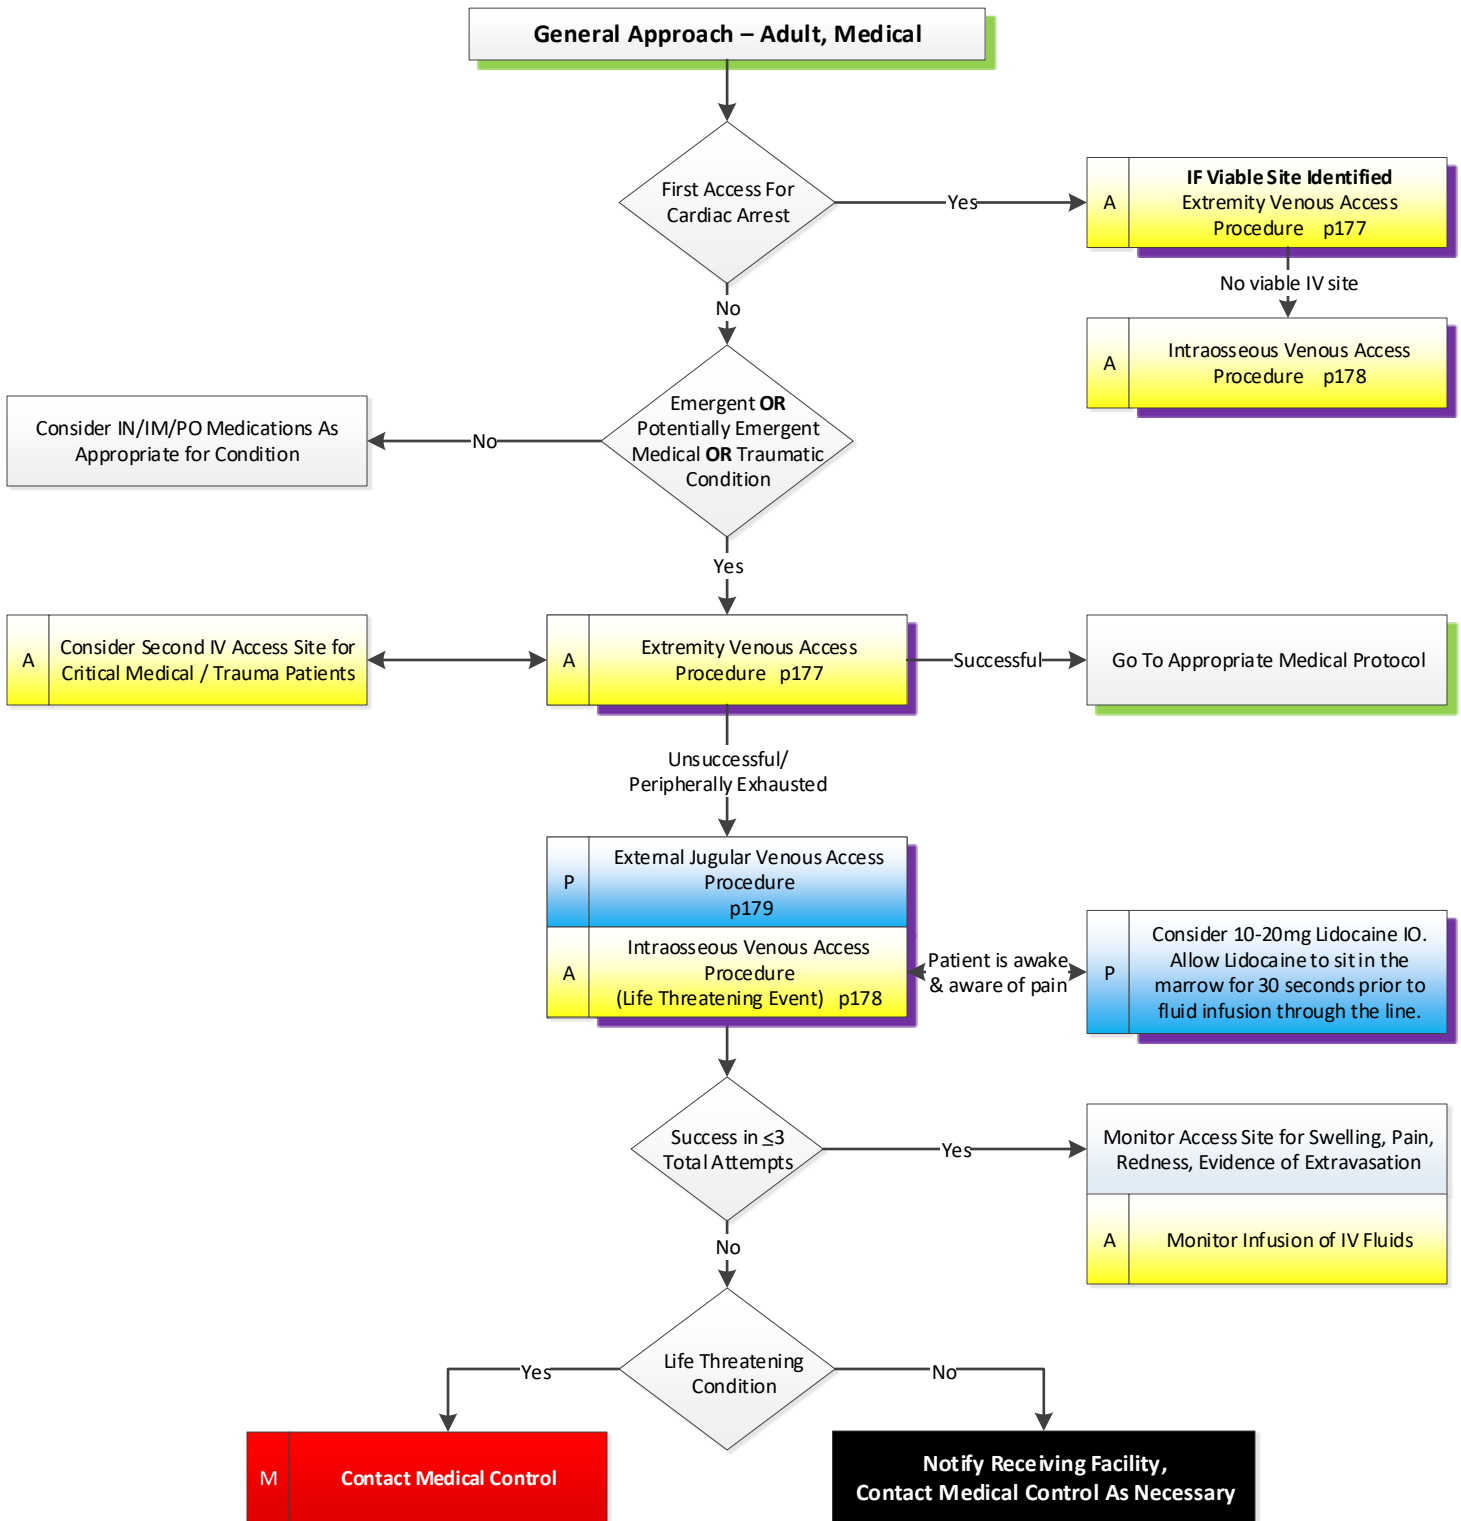 General Approach – Adult, Medical
First Access For
Cardiac Arrest
Yes
A
IF Viable Site Identified
Extremity Venous Access
Procedure p177
No viable IV site
A
Intraosseous Venous Access
Procedure p178
No
Emergent OR
Potentially Emergent
Medical OR Traumatic
Condition
No
Consider IN/IM/PO Medications As
Appropriate for Condition
Yes
A
Consider Second IV Access Site for
Critical Medical / Trauma Patients
A
Extremity Venous Access
Procedure p177
Successful
Go To Appropriate Medical Protocol
Unsuccessful/
Peripherally Exhausted
P
External Jugular Venous Access
Procedure
p179
A
Intraosseous Venous Access
Procedure
(Life Threatening Event) p178
Patient is awake
& aware of pain
P
Consider 10-20mg Lidocaine IO.
Allow Lidocaine to sit in the
marrow for 30 seconds prior to
fluid infusion through the line.
Success in ≤3
Total Attempts
Yes
Monitor Access Site for Swelling, Pain,
Redness, Evidence of Extravasation
A
Monitor Infusion of IV Fluids
No
Life Threatening
Condition
Yes
No
M
Contact Medical Control
Notify Receiving Facility,
Contact Medical Control As Necessary